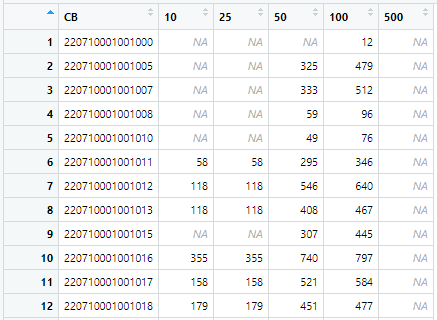 CB 10 25 50 100 500
1 220710001001000 NA NA NA 12 NA
2 220710001001005 NA NA 325 479 NA
3 220710001001007 NA NA 333 512 NA
4 220710001001008 NA NA 59 96 NA
5 220710001001010 NA NA 49 76 NA
6 220710001001011 58 58 295 346 NA
7 220710001001012 118 118 546 640 NA
8 220710001001013 118 118 408 467 NA
9 220710001001015 NA NA 307 445 NA
10 220710001001016 355 355 740 797 NA
11 220710001001017 158 158 521 584 NA
12 220710001001018 179 179 451 477 NA